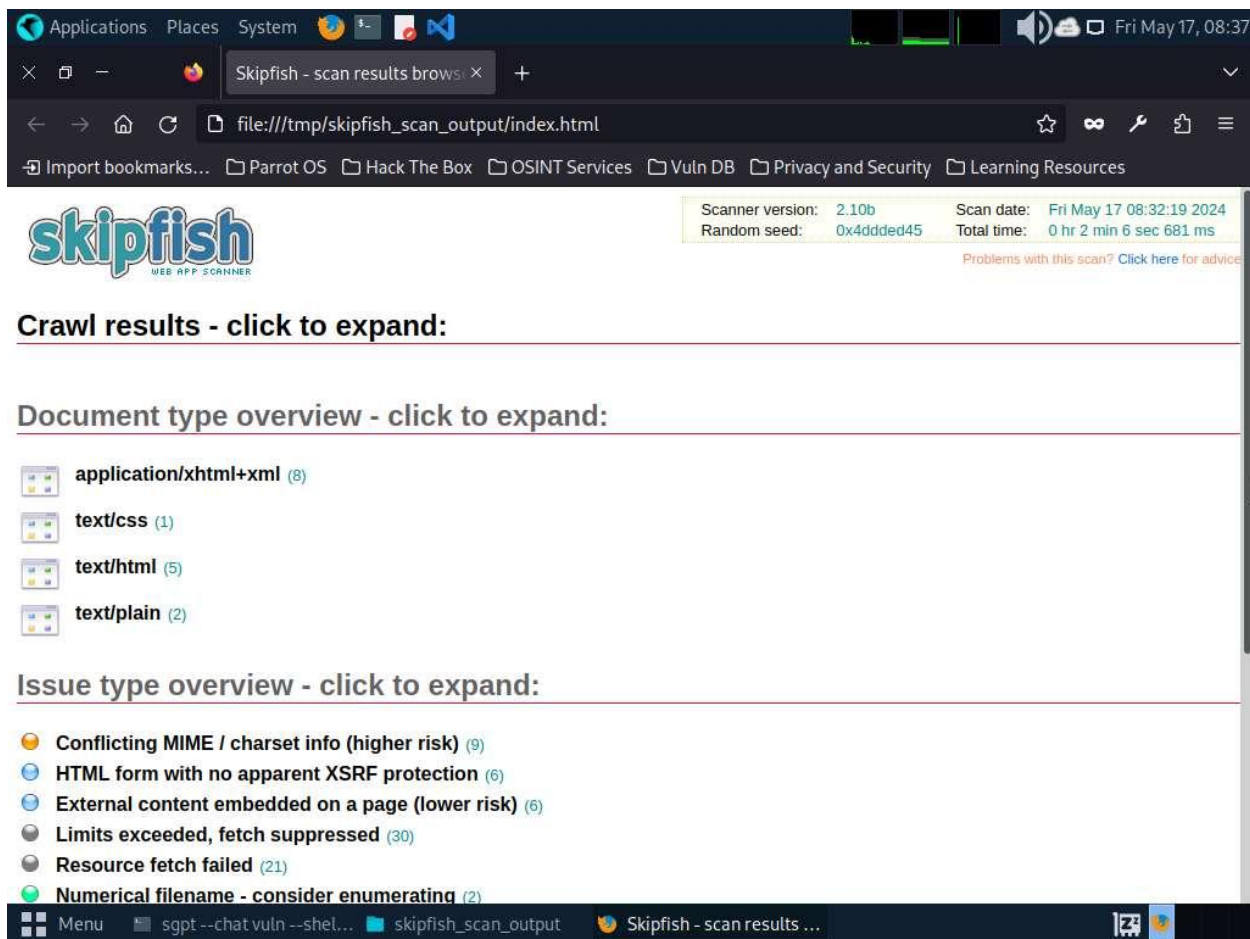 Applications Places System Fri May 17, 08:37
Skipfish - scan results brows
file:///tmp/skipfish_scan_output/index.html
Import bookmarks... Parrot OS Hack The Box OSINT Services Vuln DB Privacy and Security Learning Resources
skipfish
WEB APP SCANNER
Scanner version: 2.10b Scan date: Fri May 17 08:32:19 2024
Random seed: 0x4ddded45 Total time: 0 hr 2 min 6 sec 681 ms
Problems with this scan? Click here for advice
Crawl results - click to expand:
Document type overview - click to expand:
application/xhtml+xml (8)
text/css (1)
text/html (5)
text/plain (2)
Issue type overview - click to expand:
Conflicting MIME / charset info (higher risk) (9)
HTML form with no apparent XSRF protection (6)
External content embedded on a page (lower risk) (6)
Limits exceeded, fetch suppressed (30)
Resource fetch failed (21)
Numerical filename - consider enumerating (2)
Menu sgpt --chat vuln --shel... skipfish_scan_output Skipfish - scan results ...